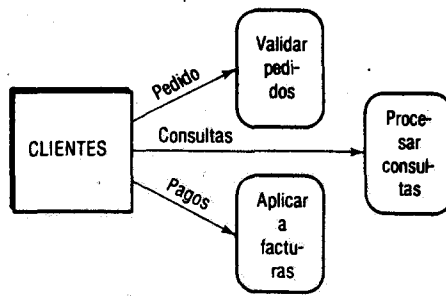 Validar
pedi-
dos
Pedido
CLIENTES
Consultas
Proce-
sar
consul-
tas
Pagos
Aplicar
a
factu-
ras